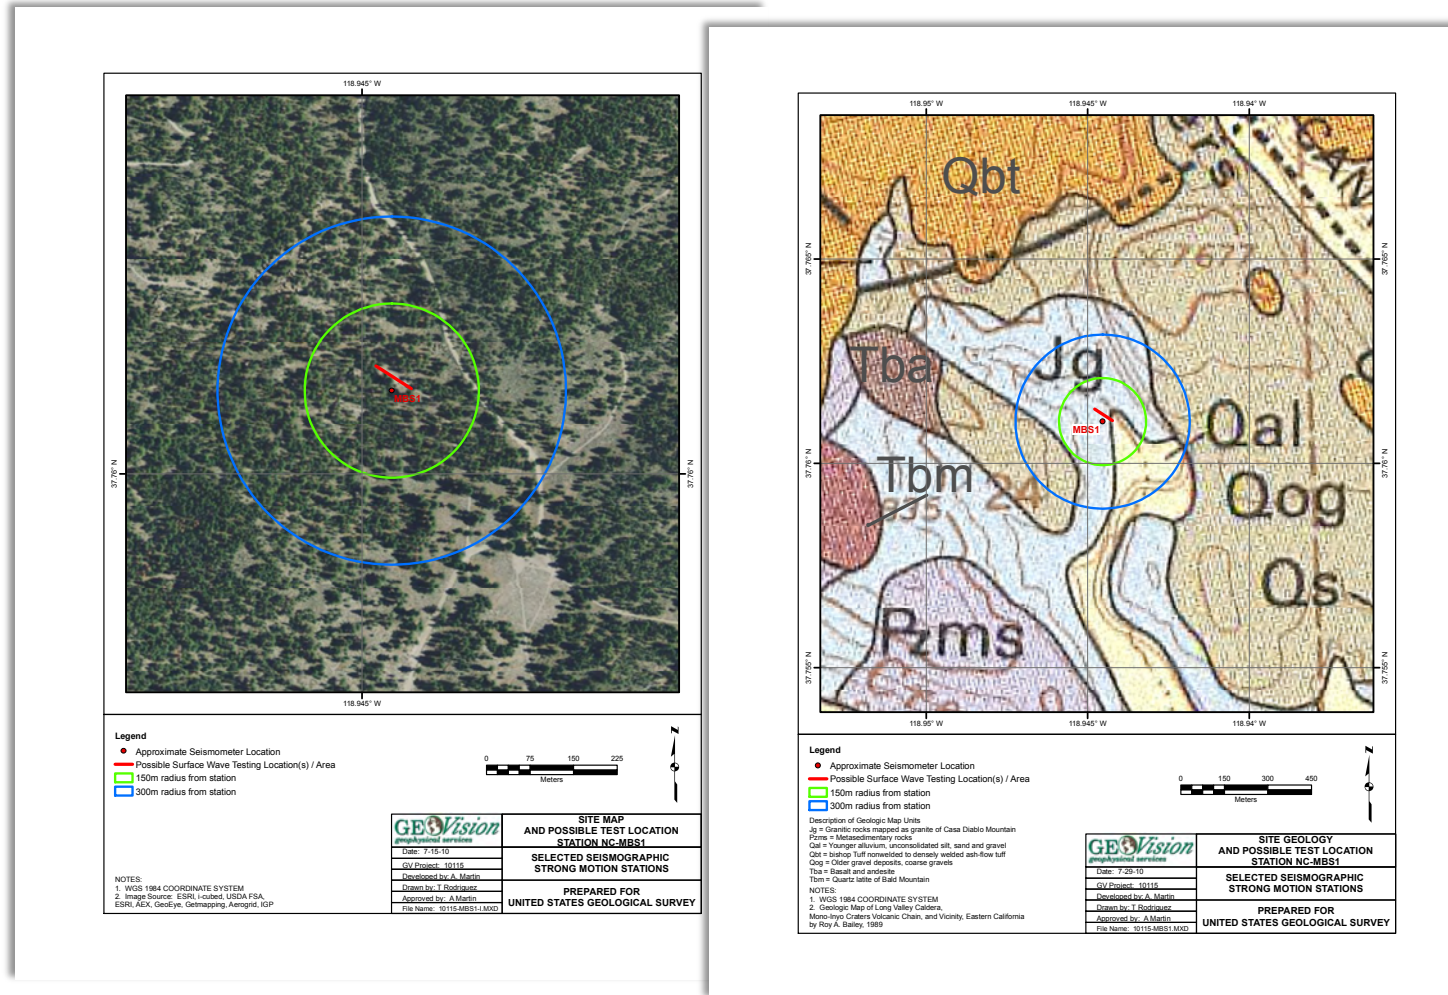 118.945° W
37.76° N
37.76° N
118.945° W
Legend
Approximate Seismometer Location
Possible Surface Wave Testing Location(s) / Area
150m radius from station
300m radius from station
0 75 150 225
Meters
N
GEOVision
geophysical services
Date: 7-15-10
GV Project: 10115
Developed by: A. Martin
Drawn by: T Rodriguez
Approved by: A Martin
File Name: 10115-MBS1-I.MXD
SITE MAP
AND POSSIBLE TEST LOCATION
STATION NC-MBS1
SELECTED SEISMOGRAPHIC
STRONG MOTION STATIONS
PREPARED FOR
UNITED STATES GEOLOGICAL SURVEY
NOTES:
1. WGS 1984 COORDINATE SYSTEM
2. Image Source: ESRI, i-cubed, USDA FSA,
ESRI, AEX, GeoEye, Getmapping, Aerogrid, IGP
118.95° W 118.945° W 118.94° W
37.765° N
37.765° N
37.76° N
37.76° N
37.755° N
37.755° N
Qbt
Tba
Jg
MBS1
Qal
Tbm
24
Qog
Qs
Pzms
118.95° W 118.945° W 118.94° W
Legend
Approximate Seismometer Location
Possible Surface Wave Testing Location(s) / Area
150m radius from station
300m radius from station
0 150 300 450
Meters
N
Description of Geologic Map Units
Jg = Granitic rocks mapped as granite of Casa Diablo Mountain
Pzms = Metasedimentary rocks
Qal = Younger alluvium, unconsolidated silt, sand and gravel
Qbt = bishop Tuff nonwelded to densely welded ash-flow tuff
Qog = Older gravel deposits, coarse gravels
Tba = Basalt and andesite
Tbm = Quartz latite of Bald Mountain
NOTES:
1. WGS 1984 COORDINATE SYSTEM
2. Geologic Map of Long Valley Caldera,
Mono-Inyo Craters Volcanic Chain, and Vicinity, Eastern California
by Roy A. Bailey, 1989
GEOVision
geophysical services
Date: 7-29-10
GV Project: 10115
Developed by: A. Martin
Drawn by: T Rodriguez
Approved by: A Martin
File Name: 10115-MBS1.MXD
SITE GEOLOGY
AND POSSIBLE TEST LOCATION
STATION NC-MBS1
SELECTED SEISMOGRAPHIC
STRONG MOTION STATIONS
PREPARED FOR
UNITED STATES GEOLOGICAL SURVEY